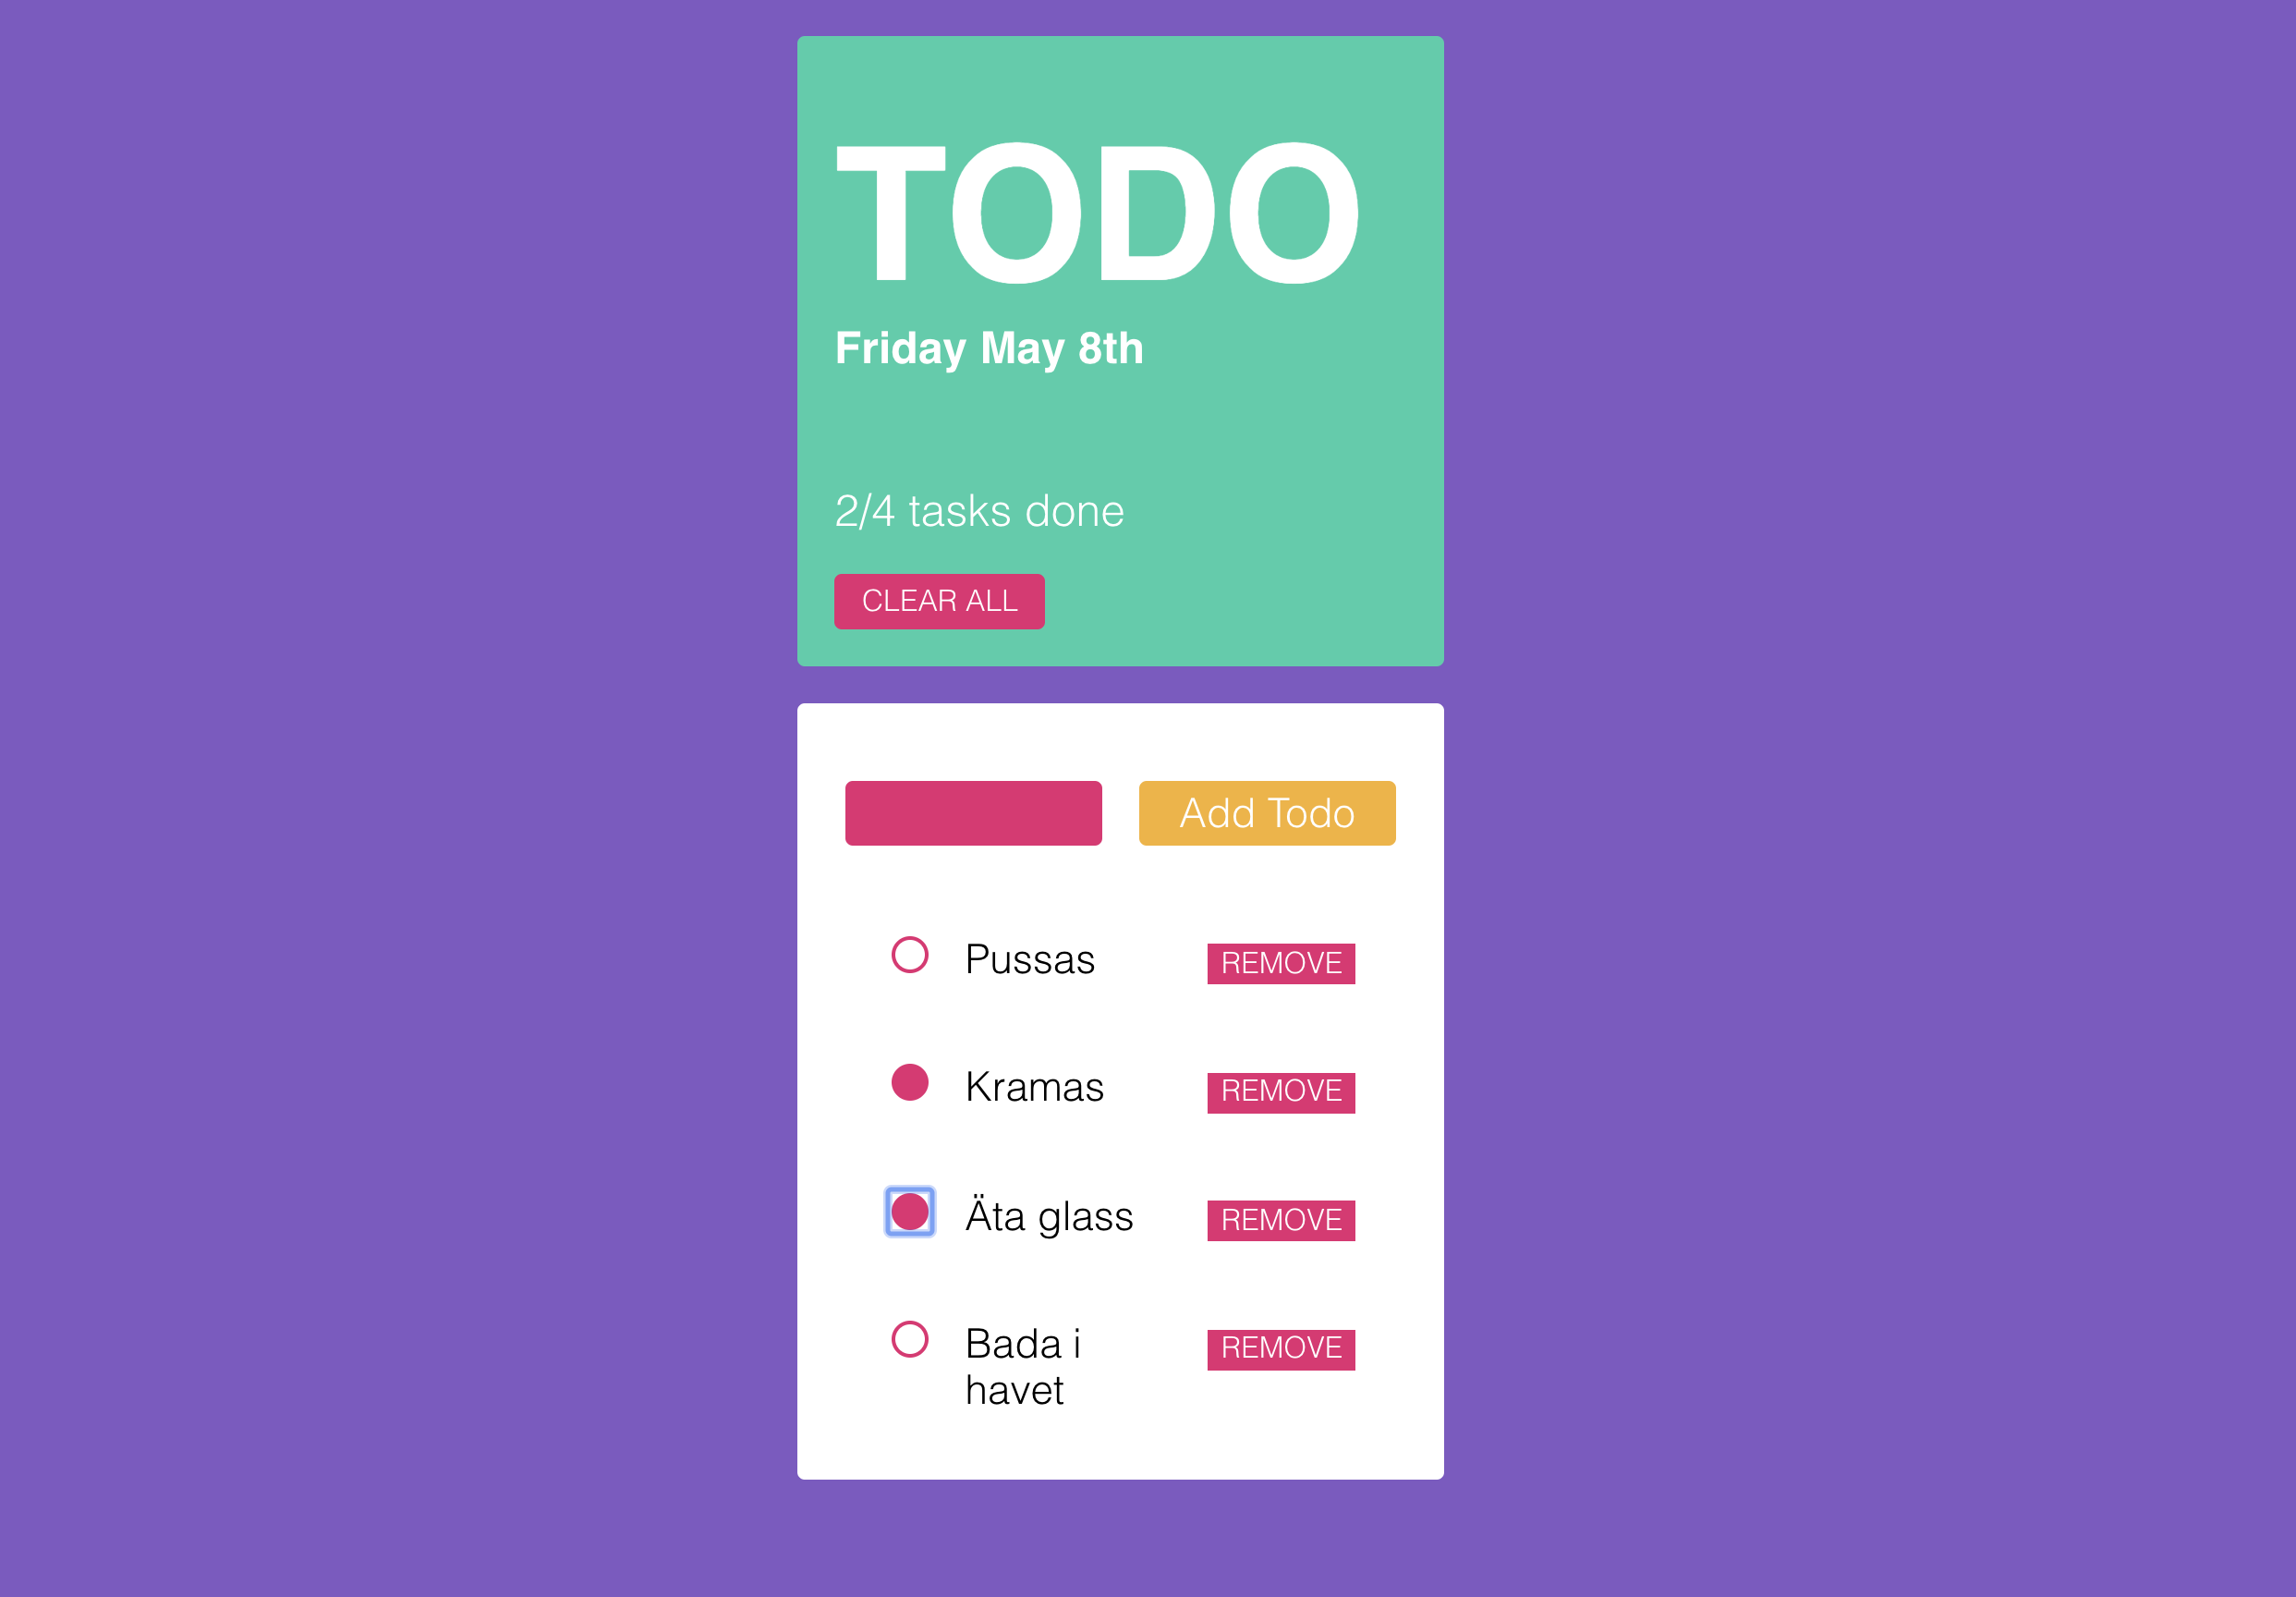 TODO
Friday May 8th
2/4 tasks done
CLEAR ALL
Add Todo
Pussas
REMOVE
Kramas
REMOVE
Äta glass
REMOVE
Bada i
havet
REMOVE